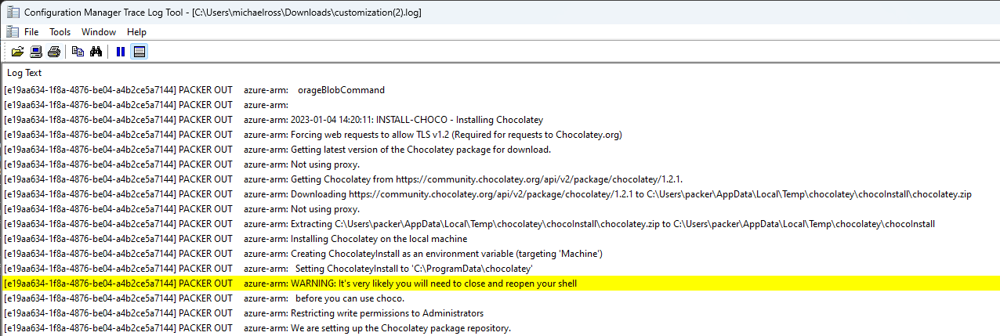 Configuration Manager Trace Log Tool - [C:\Users\michaelross\Downloads\customization(2).log]
File Tools Window Help
Log Text
[e19aa634-1f8a-4876-be04-a4b2ce5a7144] PACKER OUT azure-arm: orageBlobCommand
[e19aa634-1f8a-4876-be04-a4b2ce5a7144] PACKER OUT azure-arm:
[e19aa634-1f8a-4876-be04-a4b2ce5a7144] PACKER OUT azure-arm: 2023-01-04 14:20:11: INSTALL-CHOCO - Installing Chocolatey
[e19aa634-1f8a-4876-be04-a4b2ce5a7144] PACKER OUT azure-arm: Forcing web requests to allow TLS v1.2 (Required for requests to Chocolatey.org)
[e19aa634-1f8a-4876-be04-a4b2ce5a7144] PACKER OUT azure-arm: Getting latest version of the Chocolatey package for download.
[e19aa634-1f8a-4876-be04-a4b2ce5a7144] PACKER OUT azure-arm: Not using proxy.
[e19aa634-1f8a-4876-be04-a4b2ce5a7144] PACKER OUT azure-arm: Getting Chocolatey from https://community.chocolatey.org/api/v2/package/chocolatey/1.2.1.
[e19aa634-1f8a-4876-be04-a4b2ce5a7144] PACKER OUT azure-arm: Downloading https://community.chocolatey.org/api/v2/package/chocolatey/1.2.1 to C:\Users\packer\AppData\Local\Temp\chocolatey\chocoInstall\chocolatey.zip
[e19aa634-1f8a-4876-be04-a4b2ce5a7144] PACKER OUT azure-arm: Not using proxy.
[e19aa634-1f8a-4876-be04-a4b2ce5a7144] PACKER OUT azure-arm: Extracting C:\Users\packer\AppData\Local\Temp\chocolatey\chocoInstall\chocolatey.zip to C:\Users\packer\AppData\Local\Temp\chocolatey\chocoInstall
[e19aa634-1f8a-4876-be04-a4b2ce5a7144] PACKER OUT azure-arm: Installing Chocolatey on the local machine
[e19aa634-1f8a-4876-be04-a4b2ce5a7144] PACKER OUT azure-arm: Creating ChocolateyInstall as an environment variable (targeting 'Machine')
[e19aa634-1f8a-4876-be04-a4b2ce5a7144] PACKER OUT azure-arm: Setting ChocolateyInstall to 'C:\ProgramData\chocolatey'
[e19aa634-1f8a-4876-be04-a4b2ce5a7144] PACKER OUT azure-arm: WARNING: It's very likely you will need to close and reopen your shell
[e19aa634-1f8a-4876-be04-a4b2ce5a7144] PACKER OUT azure-arm: before you can use choco.
[e19aa634-1f8a-4876-be04-a4b2ce5a7144] PACKER OUT azure-arm: Restricting write permissions to Administrators
[e19aa634-1f8a-4876-be04-a4b2ce5a7144] PACKER OUT azure-arm: We are setting up the Chocolatey package repository.